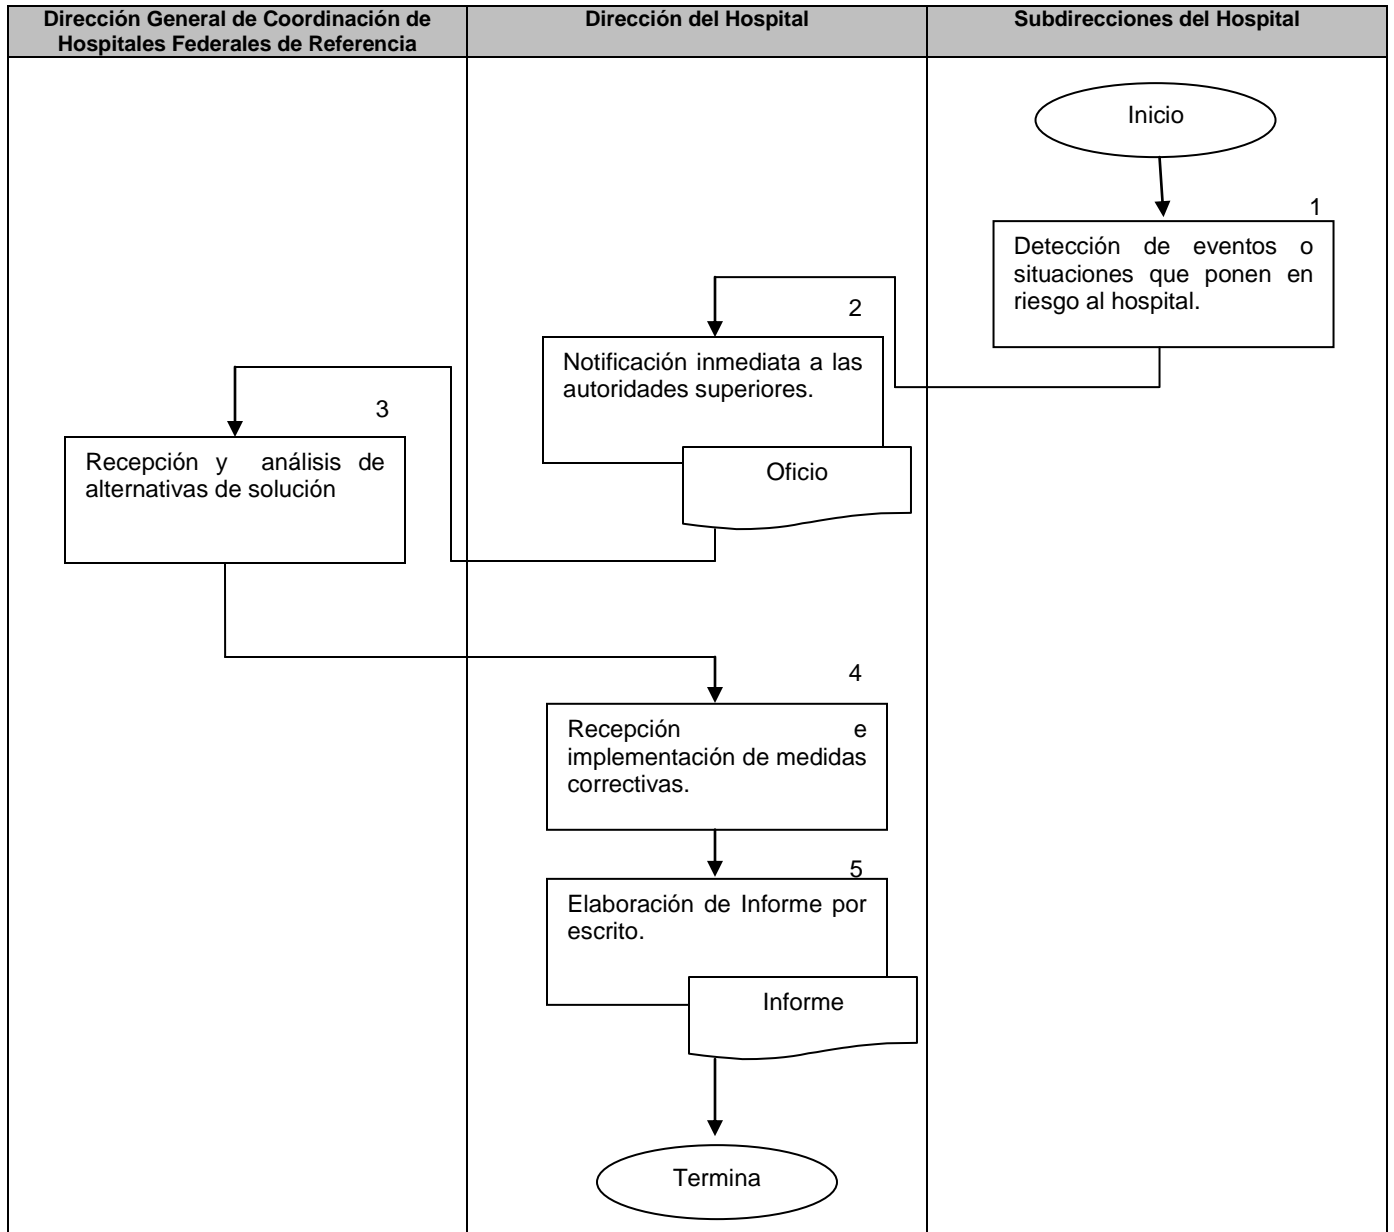 Dirección General de Coordinación de
Hospitales Federales de Referencia
Dirección del Hospital
Subdirecciones del Hospital
Inicio
1
Detección de eventos o
situaciones que ponen en
riesgo al hospital.
2
Notificación inmediata a las
autoridades superiores.
Oficio
3
Recepción y análisis de
alternativas de solución
4
Recepción e
implementación de medidas
correctivas.
5
Elaboración de Informe por
escrito.
Informe
Termina